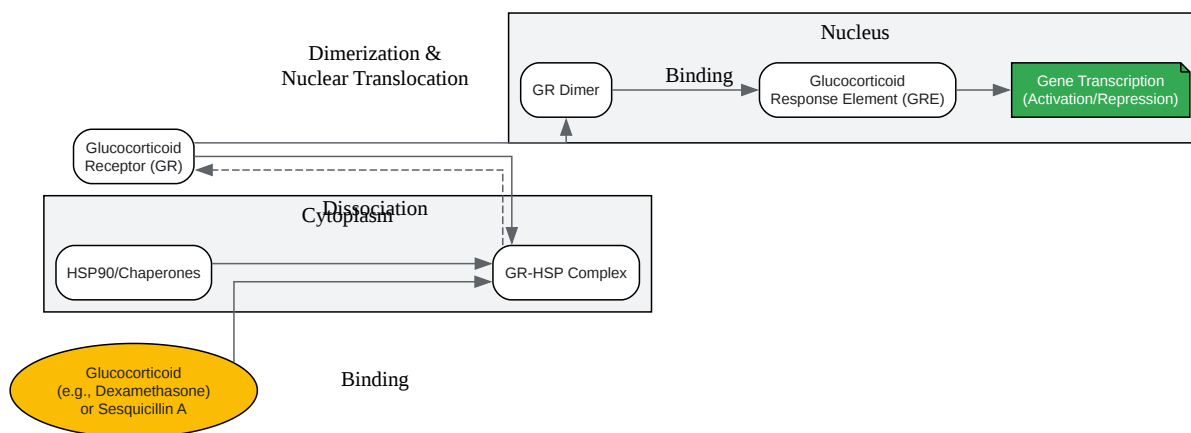 Nucleus
Dimerization &
Nuclear Translocation
GR Dimer
Binding
Glucocorticoid
Response Element (GRE)
Gene Transcription
(Activation/Repression)
Glucocorticoid
Receptor (GR)
Dissociation
Cytoplasm
HSP90/Chaperones
GR-HSP Complex
Glucocorticoid
(e.g., Dexamethasone)
or Sesquicillin A
Binding